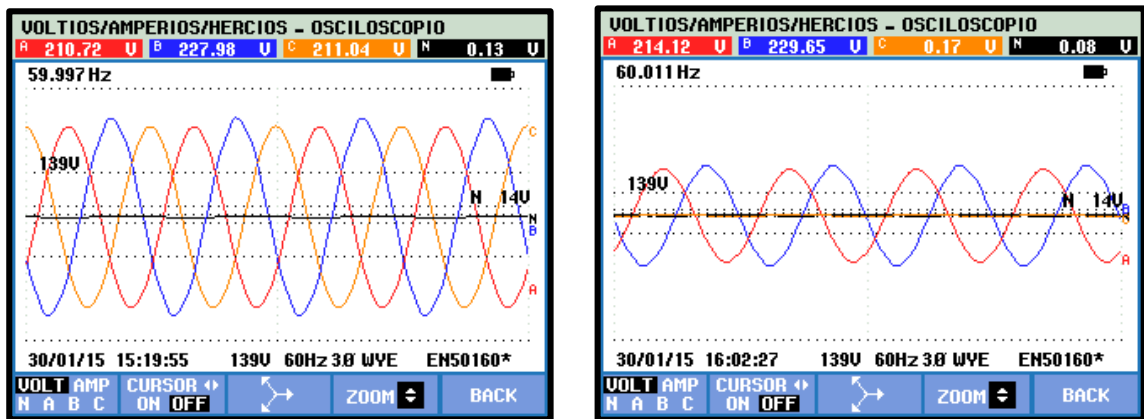 VOLTIOS/AMPERIOS/HERCIOS - OSCILOSCOPIO
A 210.72 V B 227.98 V C 211.04 V N 0.13 V
59.997 Hz
C
139V
N 14V
N
B
A
30/01/15 15:19:55 139V 60Hz 3Ø WYE EN50160*
VOLT AMP CURSOR ZOOM BACK
N A B C ON OFF
VOLTIOS/AMPERIOS/HERCIOS - OSCILOSCOPIO
A 214.12 V B 229.65 V C 0.17 V N 0.08 V
60.011 Hz
139V
N 14V
B
A
30/01/15 16:02:27 139V 60Hz 3Ø WYE EN50160*
VOLT AMP CURSOR ZOOM BACK
N A B C ON OFF